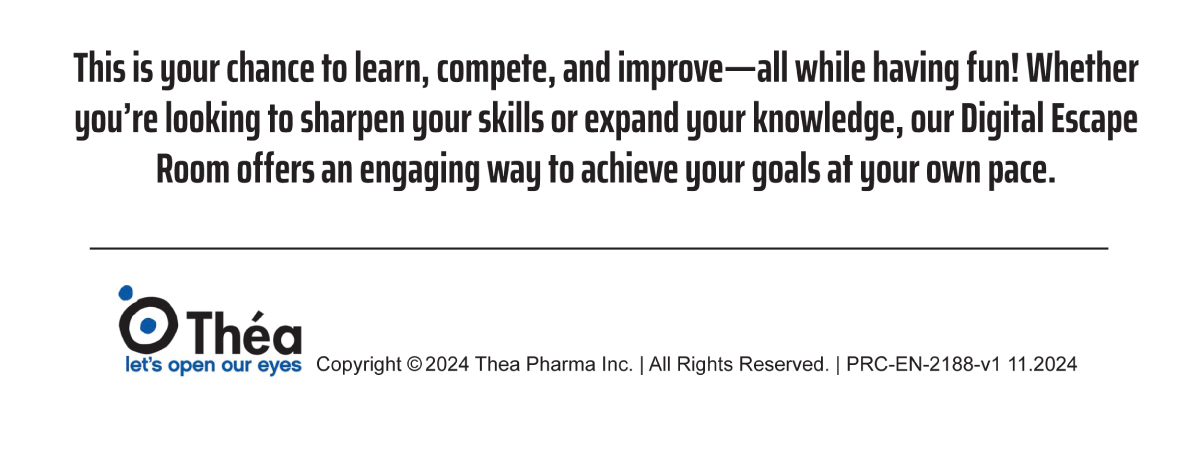 This is your chance to learn, compete, and improve—all while having fun! Whether
you’re looking to sharpen your skills or expand your knowledge, our Digital Escape
Room offers an engaging way to achieve your goals at your own pace.
Théa
let's open our eyes
Copyright © 2024 Thea Pharma Inc. | All Rights Reserved. | PRC-EN-2188-v1 11.2024